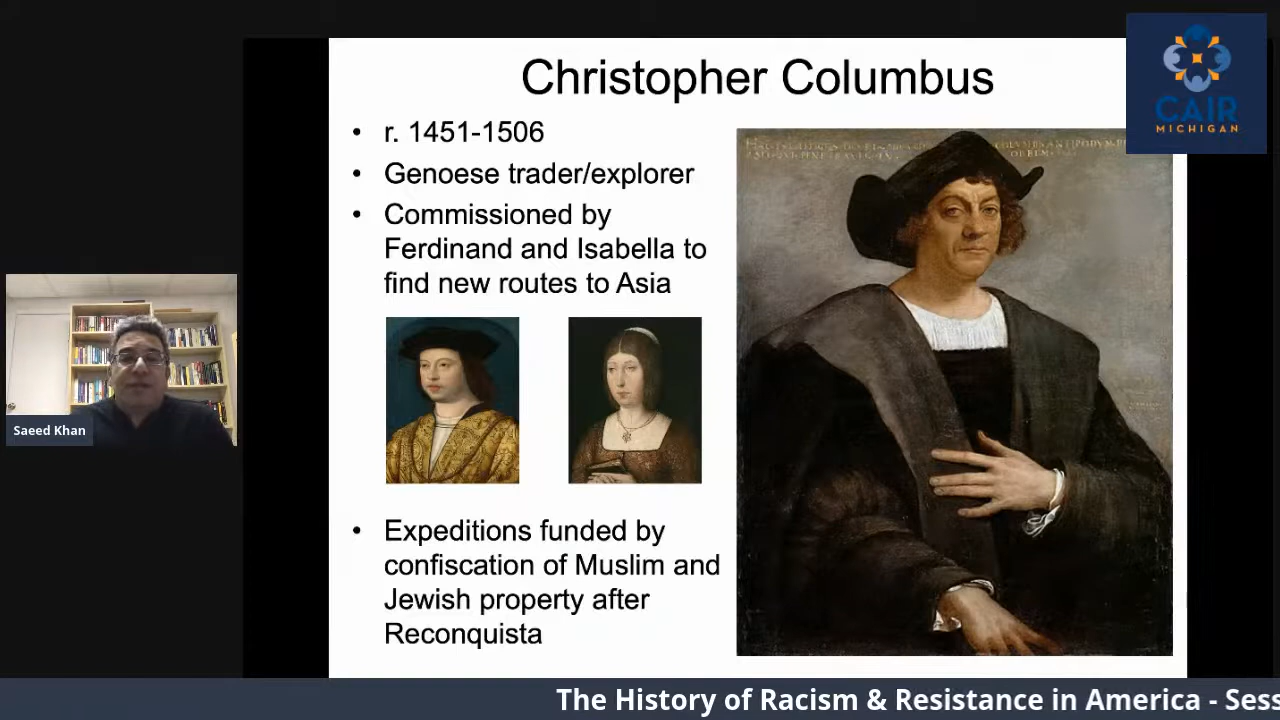 Christopher Columbus
• r. 1451-1506
• Genoese trader/explorer
• Commissioned by
Ferdinand and Isabella to
find new routes to Asia
• Expeditions funded by
confiscation of Muslim and
Jewish property after
Reconquista
CAIR
MICHIGAN
Saeed Khan
The History of Racism & Resistance in America - Sess